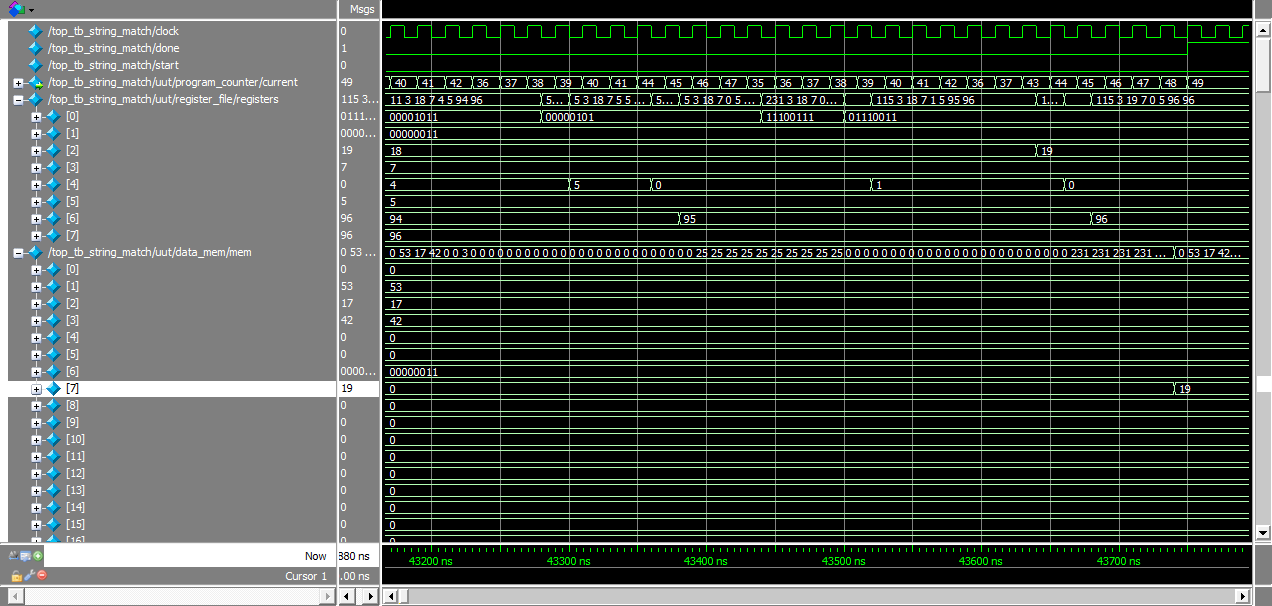 Msgs
/top_tb_string_match/clock 0
/top_tb_string_match/done 1
/top_tb_string_match/start 0
/top_tb_string_match/uut/program_counter/current 49 40 41 42 36 37 38 39 40 41 44 45 46 47 35 36 37 38 39 40 41 42 43 44 45 46 47 48 49
/top_tb_string_match/uut/register_file/registers 115 3... 11 3 18 7 4 5 94 96 5... 5 3 18 7 5 5 ... 5... 5 3 18 7 0 5 ... 231 3 18 7 0... 115 3 18 7 1 5 95 96 1... 115 3 19 7 0 5 96 96
[0] 0111... 00001011 00000101 11100111 01110011
[1] 0000... 00000011
[2] 19 18 19
[3] 7 7
[4] 0 4 5 0 1 0
[5] 5 5
[6] 96 94 95 96
[7] 96 96
/top_tb_string_match/uut/data_mem/mem 0 53 ... 0 53 17 42 0 0 3 0 0 0 0 0 0 0 0 0 0 0 0 0 0 0 0 0 0 0 0 0 0 0 0 0 25 25 25 25 25 25 25 25 25 25 0 0 0 0 0 0 0 0 0 0 0 0 0 0 0 0 0 0 0 0 0 0 231 231 231 231 ... 0 53 17 42...
[0] 0 0
[1] 53 53
[2] 17 17
[3] 42 42
[4] 0 0
[5] 0 0
[6] 0000... 00000011
[7] 19 0 19
[8] 0 0
[9] 0 0
[10] 0 0
[11] 0 0
[12] 0 0
[13] 0 0
[14] 0 0
[15] 0 0
Now 880 ns 43200 ns 43300 ns 43400 ns 43500 ns 43600 ns 43700 ns
Cursor 1 .00 ns